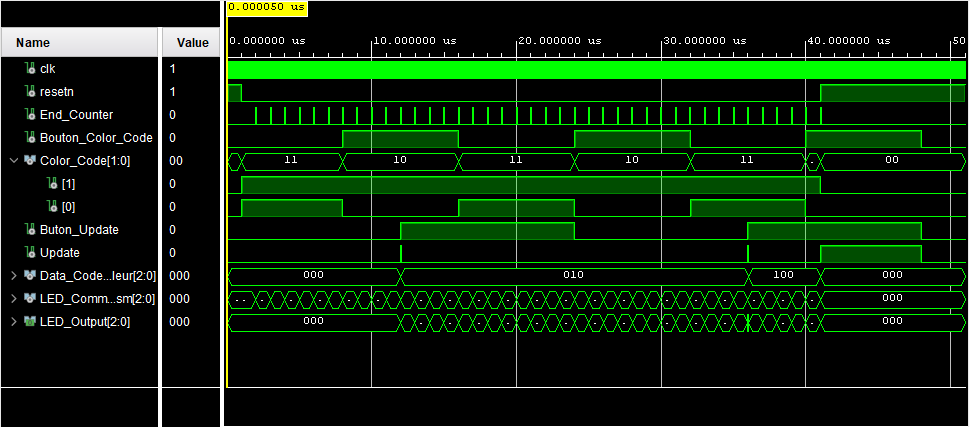 0.000050 us
Name Value
0.000000 us 10.000000 us 20.000000 us 30.000000 us 40.000000 us 50
clk 1
resetn 1
End_Counter 0
Bouton_Color_Code 0
Color_Code[1:0] 00 11 10 11 10 11 00
[1] 0
[0] 0
Buton_Update 0
Update 0
Data_Code...leur[2:0] 000 000 010 100 000
LED_Comm...sm[2:0] 000 000
LED_Output[2:0] 000 000 000